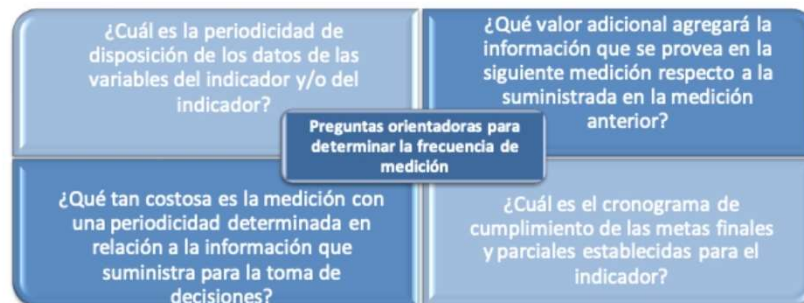 ¿Cuál es la periodicidad de
disposición de los datos de las
variables del indicador y/o del
indicador?
¿Qué valor adicional agregará la
información que se provea en la
siguiente medición respecto a la
suministrada en la medición
anterior?
Preguntas orientadoras para
determinar la frecuencia de
medición
¿Qué tan costosa es la medición con
una periodicidad determinada en
relación a la información que
suministra para la toma de
decisiones?
¿Cuál es el cronograma de
cumplimiento de las metas finales
y parciales establecidas para el
indicador?